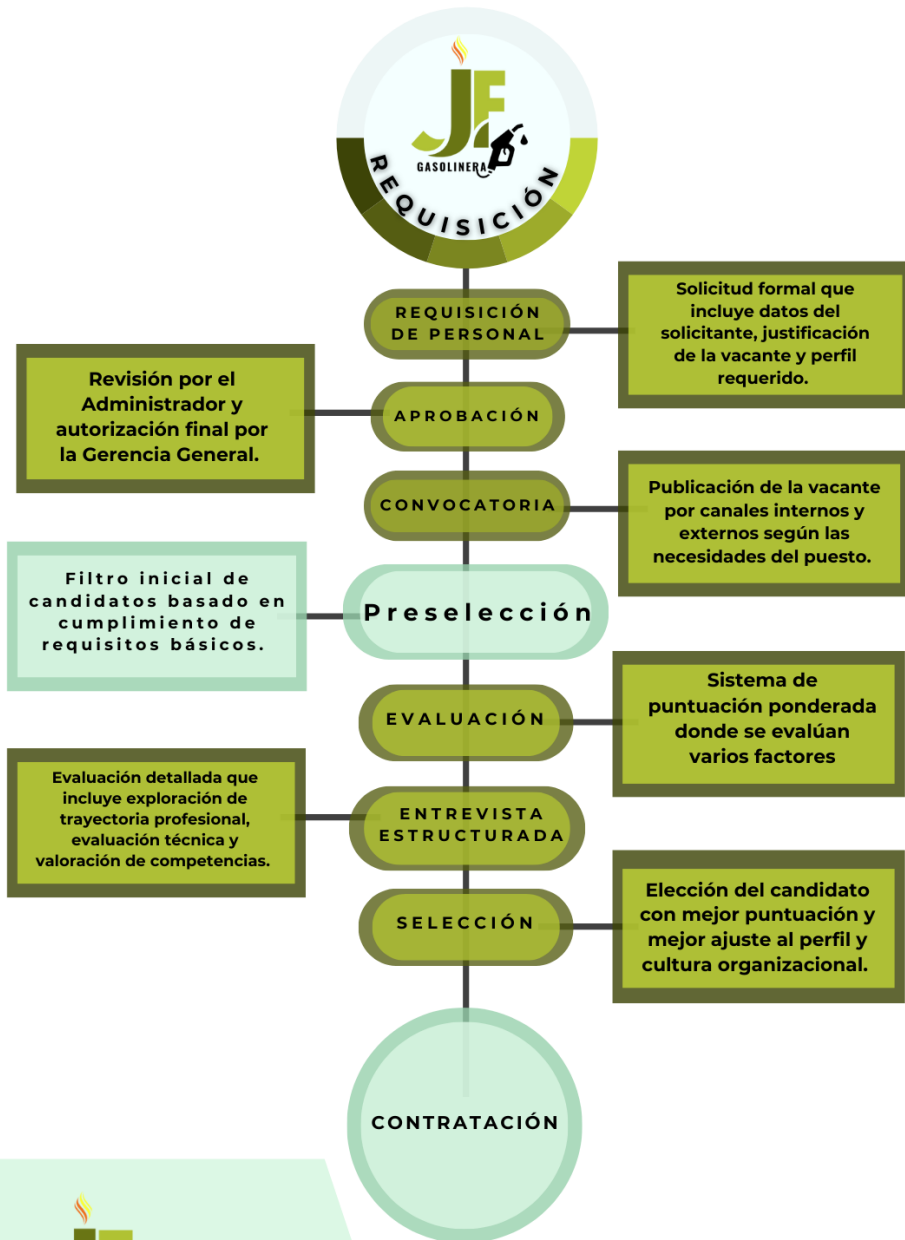 JF
GASOLINERA
REQUISICIÓN
REQUISICIÓN
DE PERSONAL
Solicitud formal que
incluye datos del
solicitante, justificación
de la vacante y perfil
requerido.
Revisión por el
Administrador y
autorización final por
la Gerencia General.
APROBACIÓN
CONVOCATORIA
Publicación de la vacante
por canales internos y
externos según las
necesidades del puesto.
Filtro inicial de
candidatos basado en
cumplimiento de
requisitos básicos.
Preselección
EVALUACIÓN
Sistema de
puntuación ponderada
donde se evalúan
varios factores
Evaluación detallada que
incluye exploración de
trayectoria profesional,
evaluación técnica y
valoración de competencias.
ENTREVISTA
ESTRUCTURADA
SELECCIÓN
Elección del candidato
con mejor puntuación y
mejor ajuste al perfil y
cultura organizacional.
CONTRATACIÓN